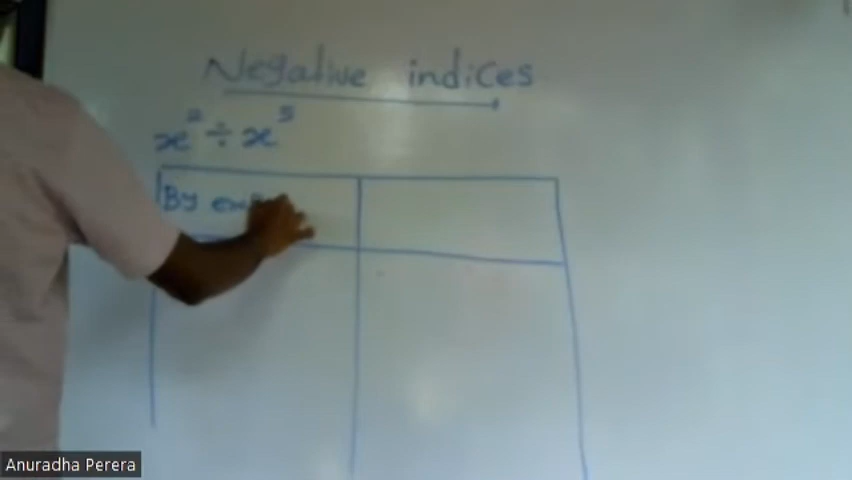 Negative indices
x² ÷ x⁵
By
Anuradha Perera